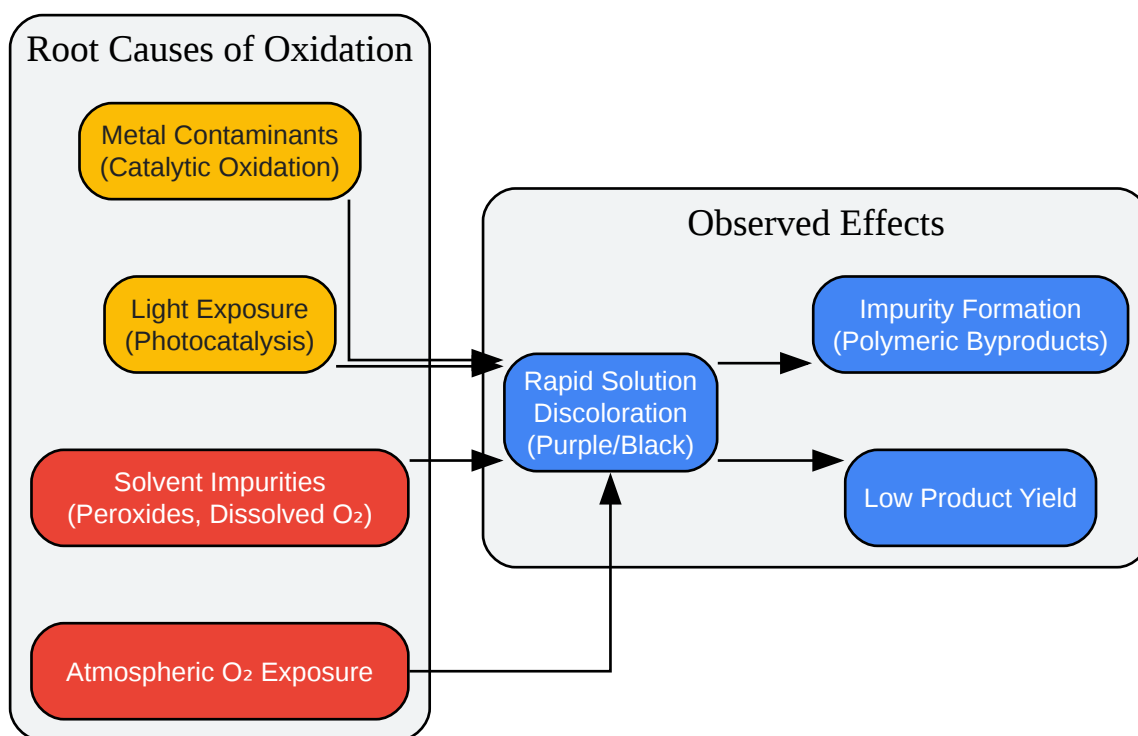 Root Causes of Oxidation
Metal Contaminants
(Catalytic Oxidation)
Light Exposure
(Photocatalysis)
Solvent Impurities
(Peroxides, Dissolved O₂)
Atmospheric O₂ Exposure
Observed Effects
Rapid Solution
Discoloration
(Purple/Black)
Impurity Formation
(Polymeric Byproducts)
Low Product Yield